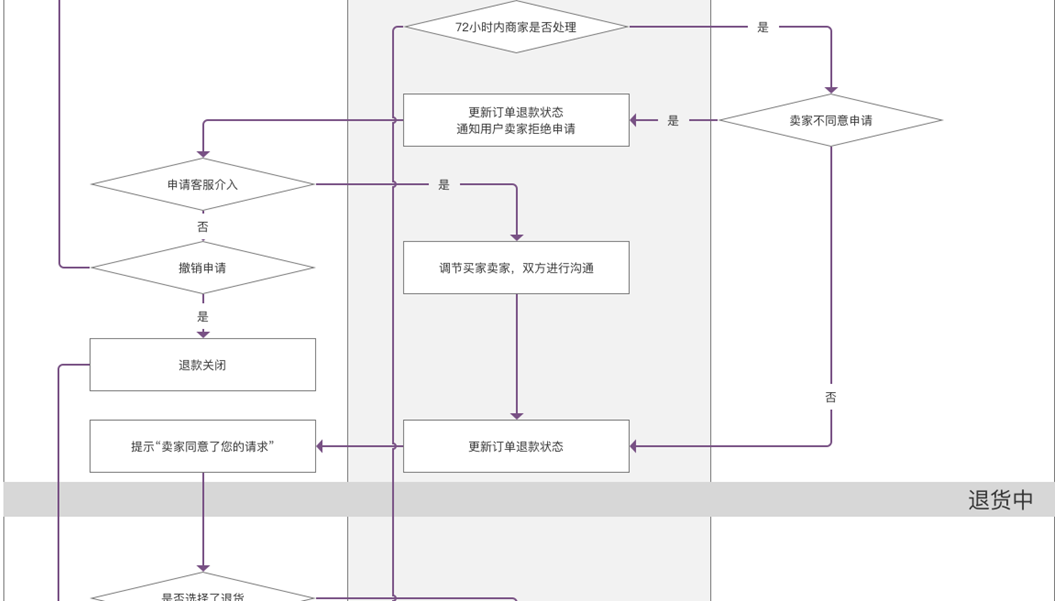 72小时内商家是否处理
是
更新订单退款状态
通知用户卖家拒绝申请
是
卖家不同意申请
申请客服介入
是
否
撤销申请
调节买家卖家，双方进行沟通
是
退款关闭
否
提示“卖家同意了您的请求”
更新订单退款状态
退货中
是否选择了退货